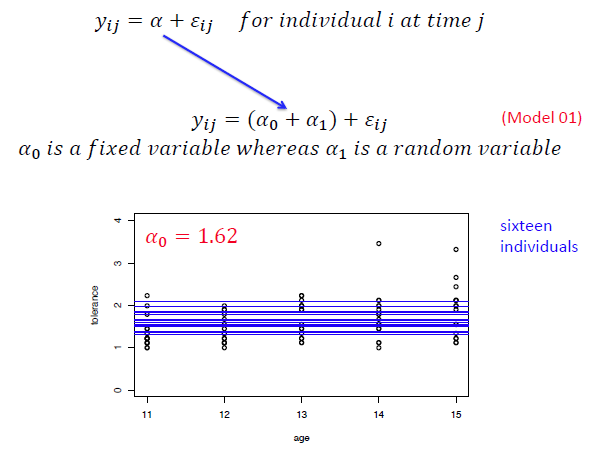 yᵢⱼ = α + εᵢⱼ for individual i at time j
yᵢⱼ = (α₀ + α₁) + εᵢⱼ (Model 01)
α₀ is a fixed variable whereas α₁ is a random variable
α₀ = 1.62
sixteen
individuals
4
3
2
1
0
tolerance
11 12 13 14 15
age